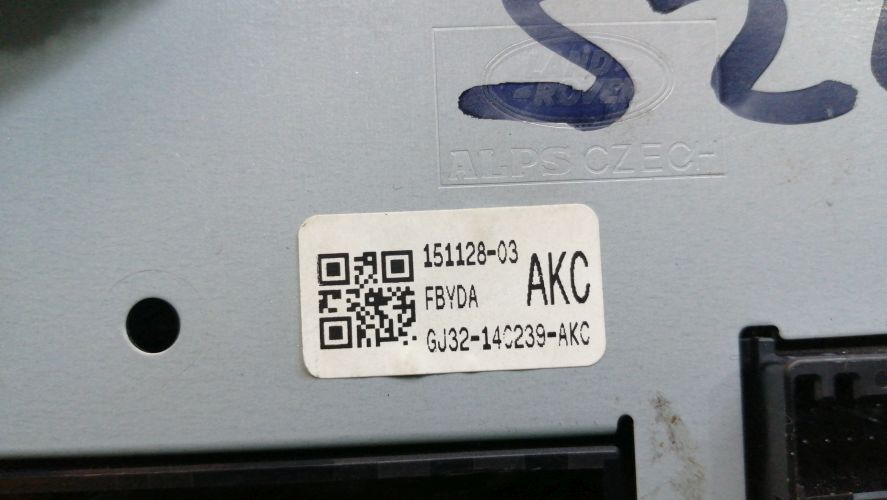 LAND-
-ROVER
ALPS CZECH
151128-03
FBYDA
AKC
GJ32-14C239-AKC